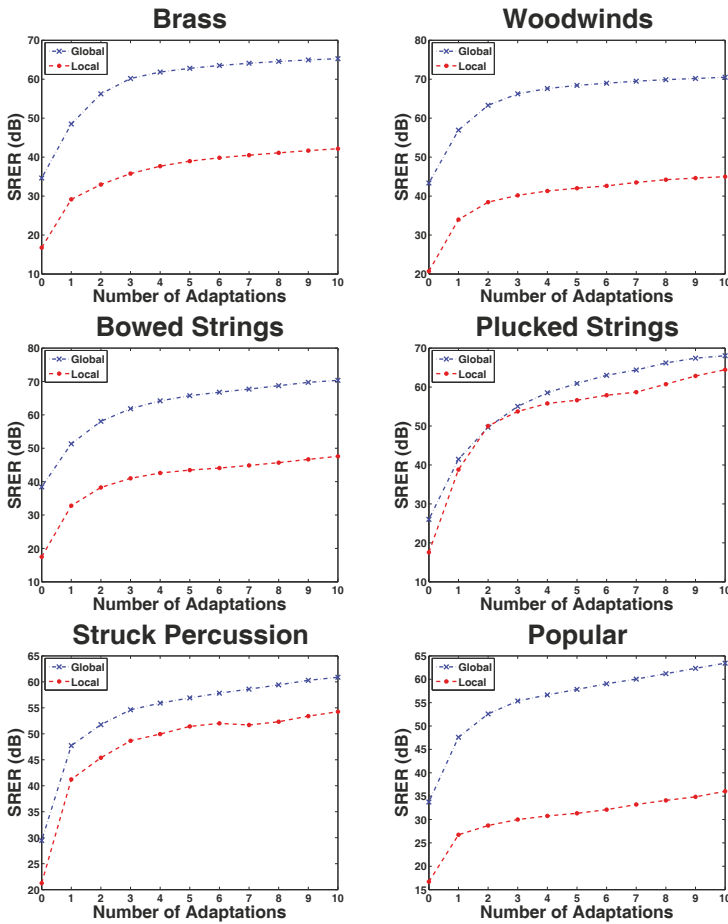 Brass
70
60
50
40
30
20
10
SRER (dB)
Global
Local
0 1 2 3 4 5 6 7 8 9 10
Number of Adaptations
Woodwinds
80
70
60
50
40
30
20
SRER (dB)
Global
Local
0 1 2 3 4 5 6 7 8 9 10
Number of Adaptations
Bowed Strings
80
70
60
50
40
30
20
10
SRER (dB)
Global
Local
0 1 2 3 4 5 6 7 8 9 10
Number of Adaptations
Plucked Strings
70
60
50
40
30
20
10
SRER (dB)
Global
Local
0 1 2 3 4 5 6 7 8 9 10
Number of Adaptations
Struck Percussion
65
60
55
50
45
40
35
30
25
20
SRER (dB)
Global
Local
0 1 2 3 4 5 6 7 8 9 10
Number of Adaptations
Popular
65
60
55
50
45
40
35
30
25
20
15
SRER (dB)
Global
Local
0 1 2 3 4 5 6 7 8 9 10
Number of Adaptations